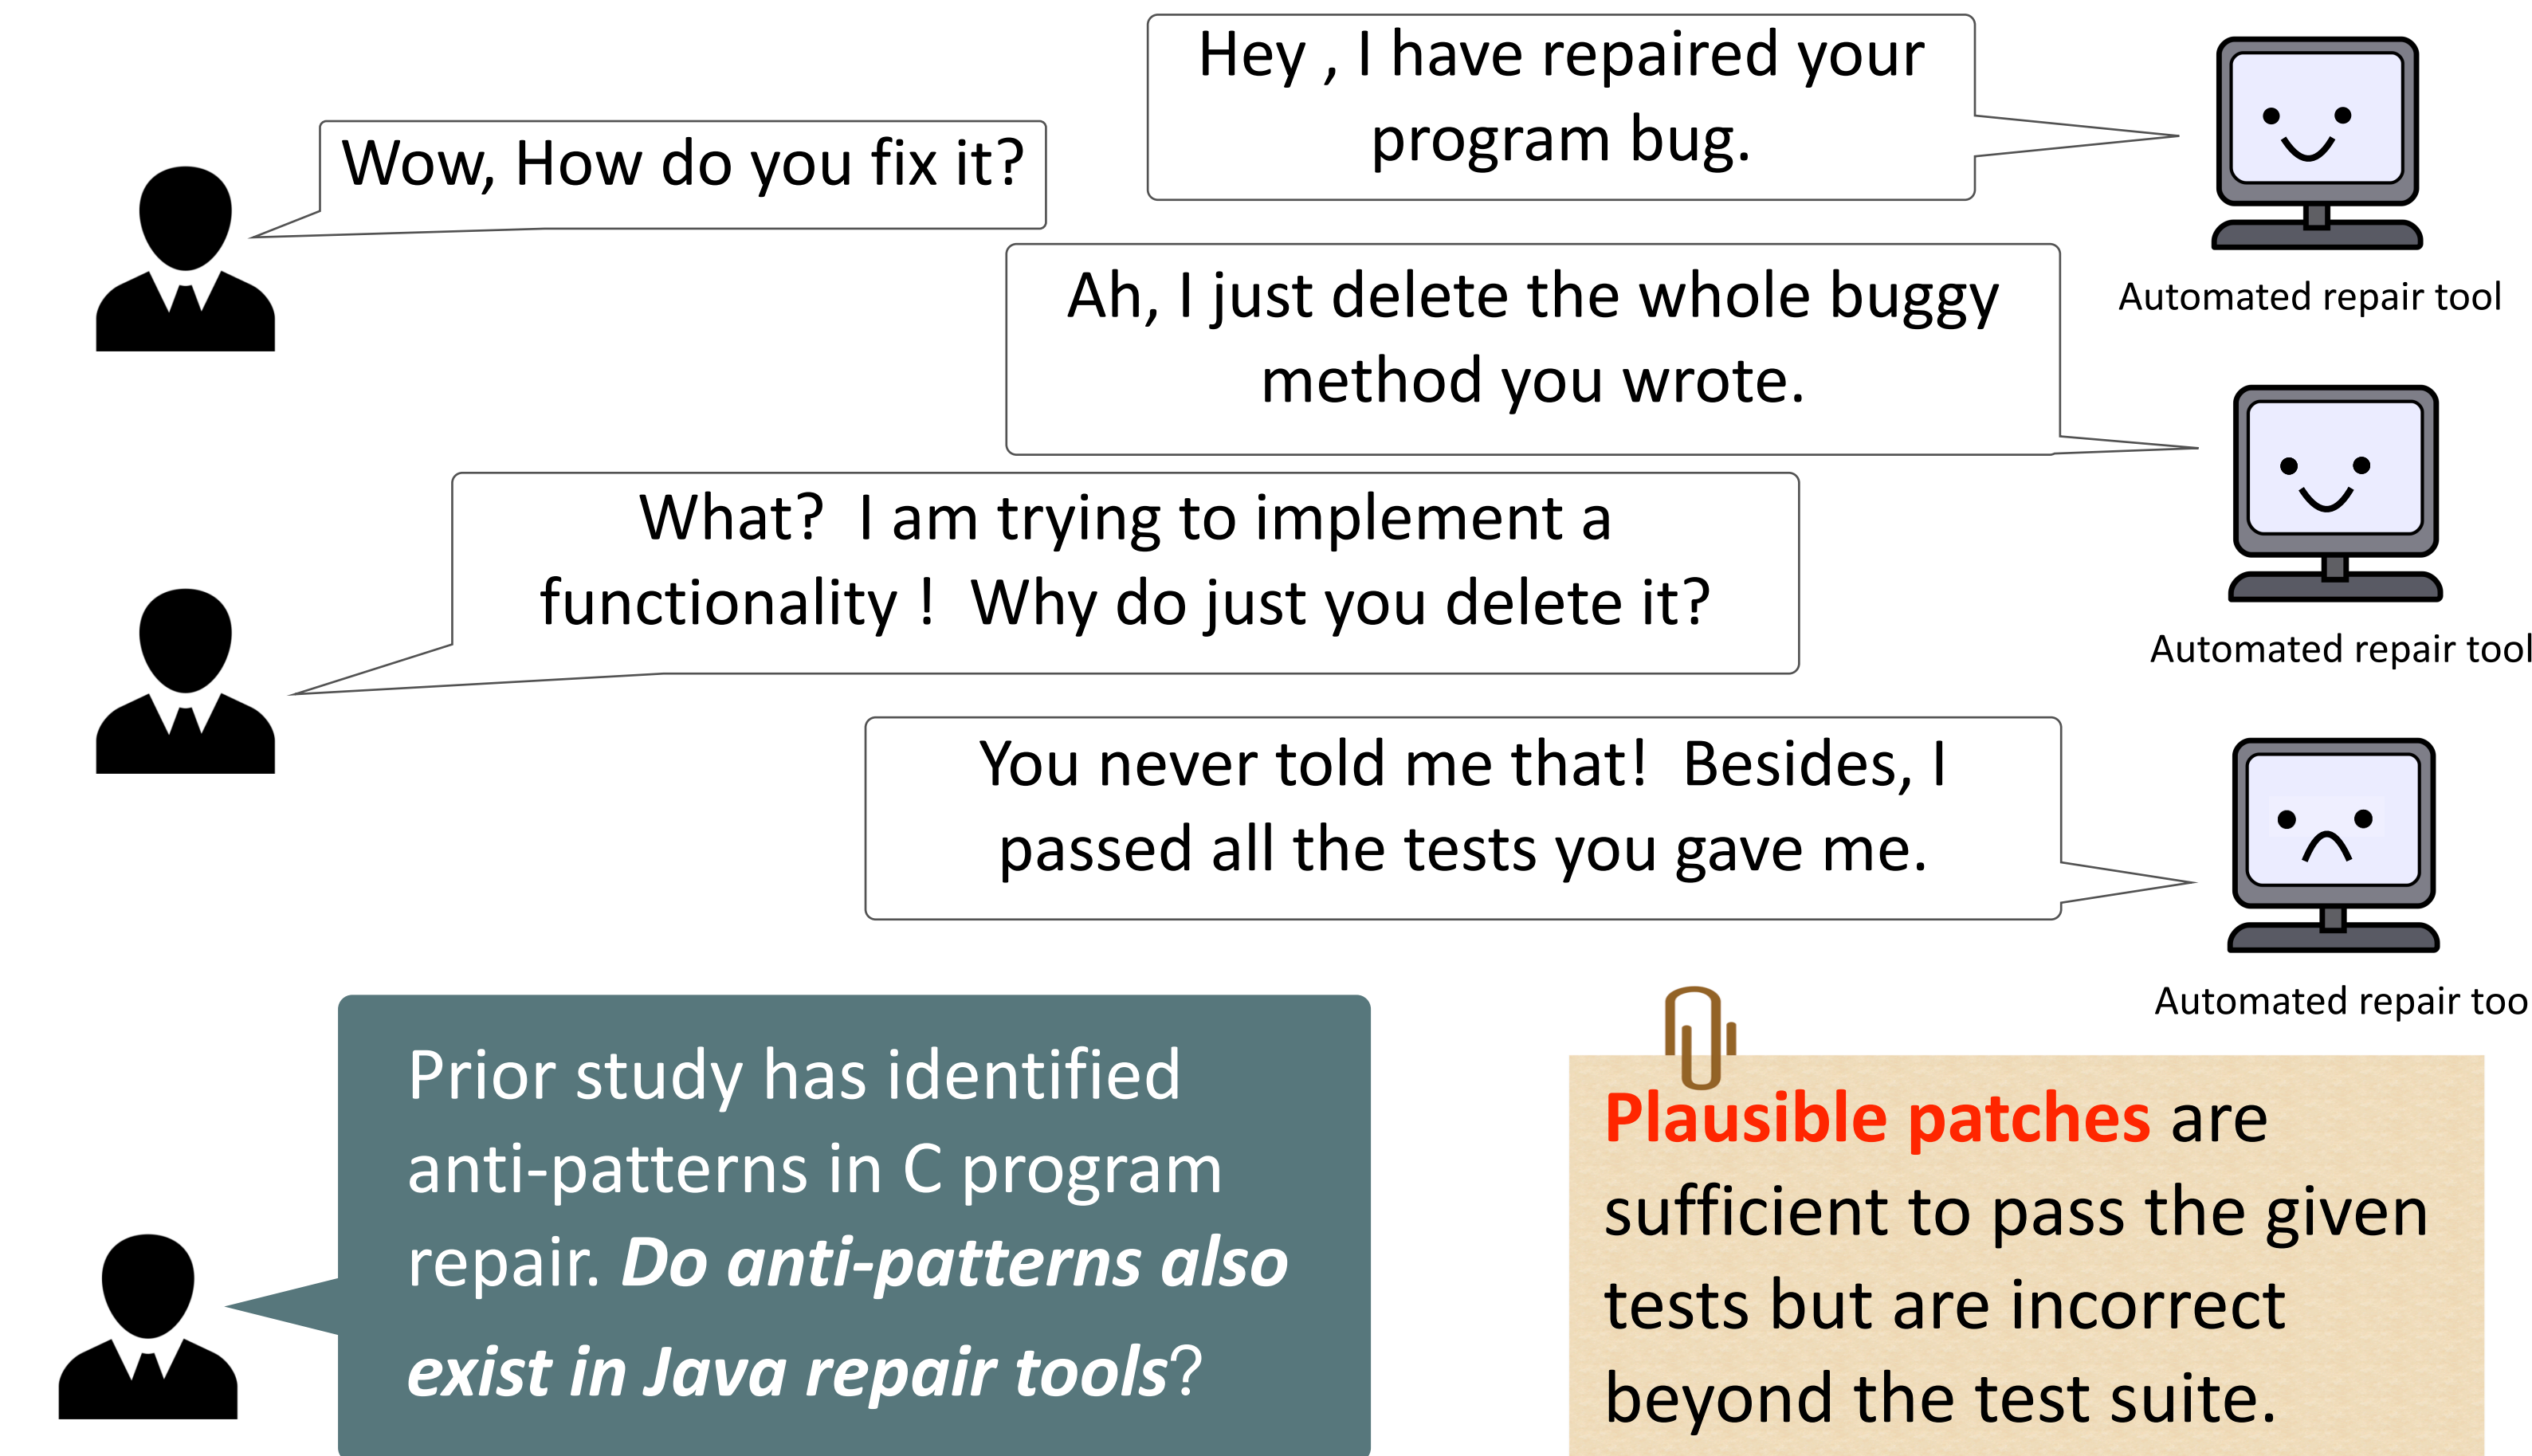 Hey , I have repaired your
program bug.
Automated repair tool
Wow, How do you fix it?
Ah, I just delete the whole buggy
method you wrote.
Automated repair tool
What?  I am trying to implement a
functionality !  Why do just you delete it?
You never told me that!  Besides, I
passed all the tests you gave me.
Automated repair too
Prior study has identified
anti-patterns in C program
repair. Do anti-patterns also
exist in Java repair tools?
Plausible patches are
sufficient to pass the given
tests but are incorrect
beyond the test suite.